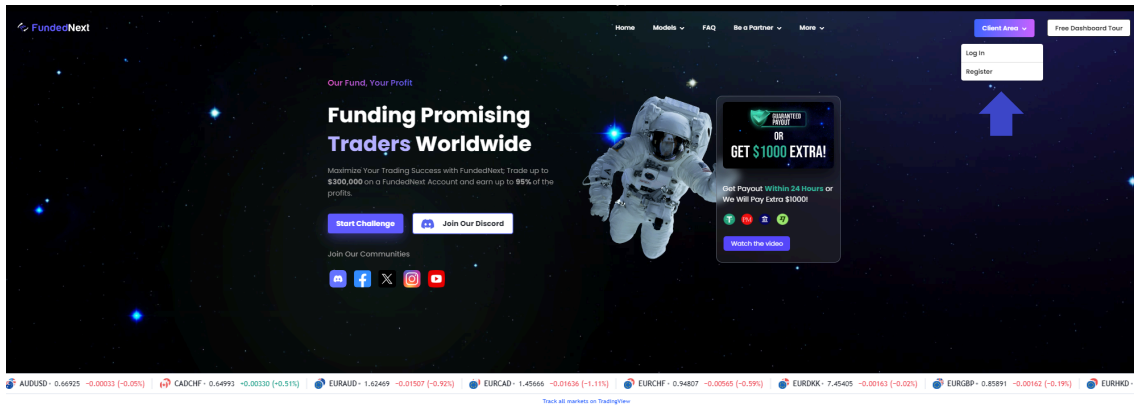 FundedNext
Home Models FAQ Be a Partner More
Client Area
Free Dashboard Tour
Log In
Register
Our Fund, Your Profit
Funding Promising
Traders Worldwide
Maximize Your Trading Success with FundedNext; Trade up to
$300,000 on a FundedNext Account and earn up to 95% of the
profits.
Start Challenge
Join Our Discord
Join Our Communities
GUARANTEED
PAYOUT
OR
GET $1000 EXTRA!
Get Payout Within 24 Hours or
We Will Pay Extra $1000!
Watch the video
AUDUSD · 0.66925 −0.00033 (−0.05%) CADCHF · 0.64993 +0.00330 (+0.51%) EURAUD · 1.62469 −0.01507 (−0.92%) EURCAD · 1.45666 −0.01636 (−1.11%) EURCHF · 0.94807 −0.00565 (−0.59%) EURDKK · 7.45405 −0.00163 (−0.02%) EURGBP · 0.85891 −0.00162 (−0.19%) EURHKD ·
Track all markets on TradingView